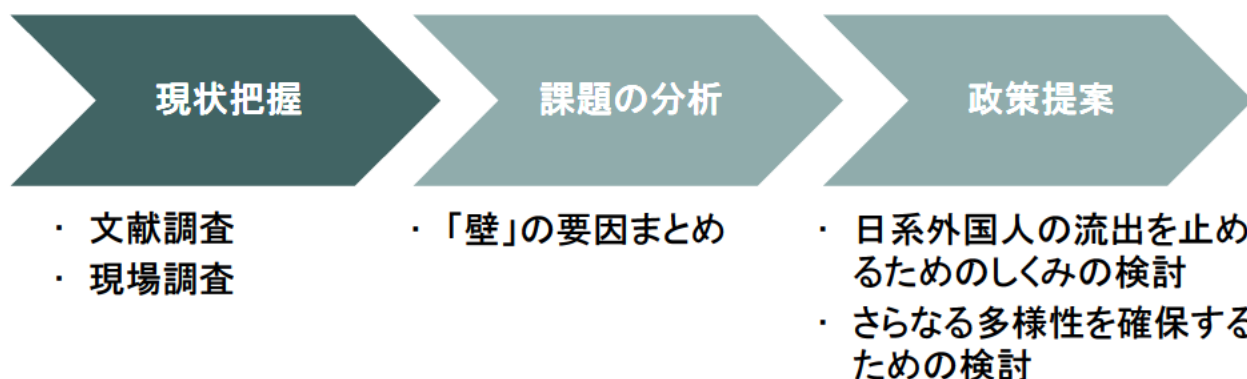 現状把握
課題の分析
政策提案
・ 文献調査
・ 現場調査
・ 「壁」の要因まとめ
・ 日系外国人の流出を止め
るためのしくみの検討
・ さらなる多様性を確保する
ための検討